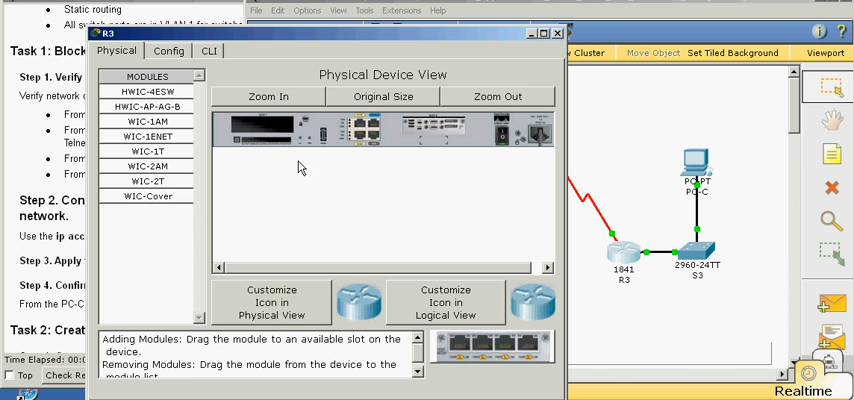 Static routing
All switch ports are in VLAN 1 for switche
Task 1: Block
Step 1. Verify
Verify network
From
From
Telne
From
Step 2. Con
network.
Use the ip acc
Step 3. Apply
Step 4. Confir
From the PC-C
Task 2: Creat
Time Elapsed: 00:0
Top
Check Re
File Edit Options View Tools Extensions Help
R3
Physical Config CLI
MODULES
HWIC-4ESW
HWIC-AP-AG-B
WIC-1AM
WIC-1ENET
WIC-1T
WIC-2AM
WIC-2T
WIC-Cover
Physical Device View
Zoom In
Original Size
Zoom Out
Customize
Icon in
Physical View
Customize
Icon in
Logical View
Adding Modules: Drag the module to an available slot on the
device.
Removing Modules: Drag the module from the device to the
module list.
w Cluster
Move Object
Set Tiled Background
Viewport
PC-PT
PC-C
1841
R3
2960-24TT
S3
Realtime